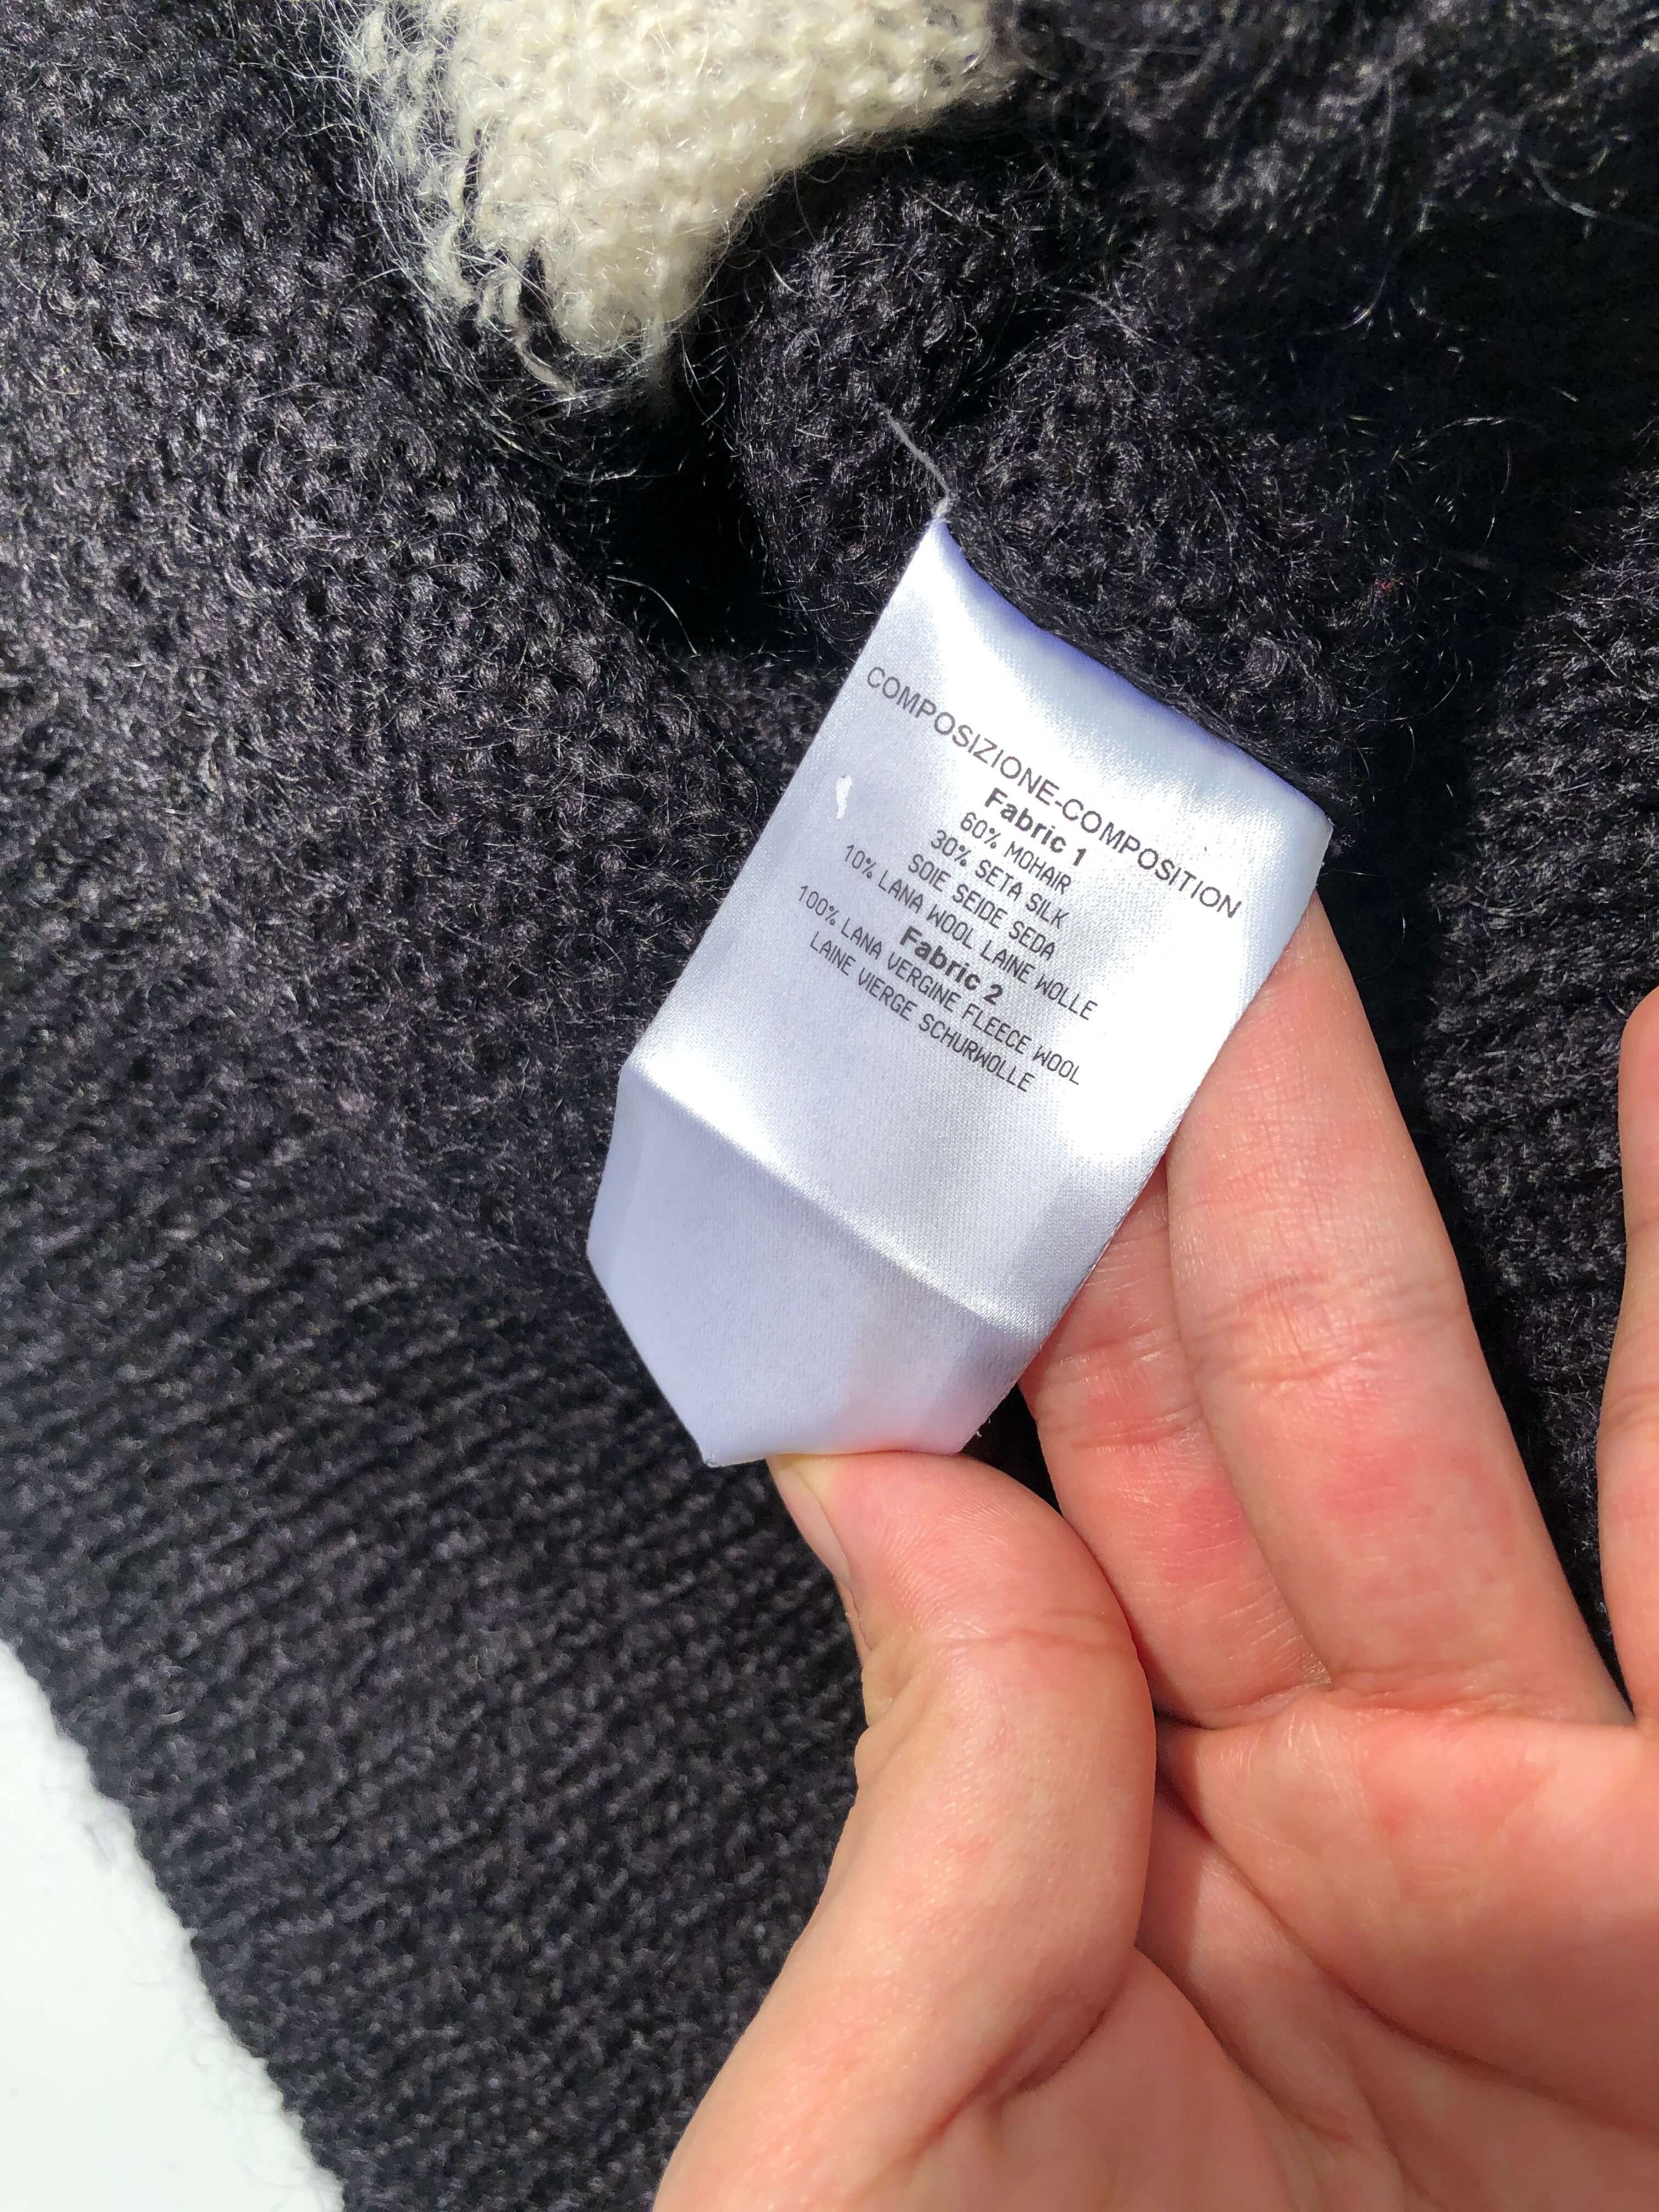 COMPOSIZIONE-COMPOSITION
Fabric 1
60% MOHAIR
30% SETA SILK
SOIE SEIDE SEDA
10% LANA WOOL LAINE WOLLE
Fabric 2
100% LANA VERGINE FLEECE WOOL
LAINE VIERGE SCHURWOLLE